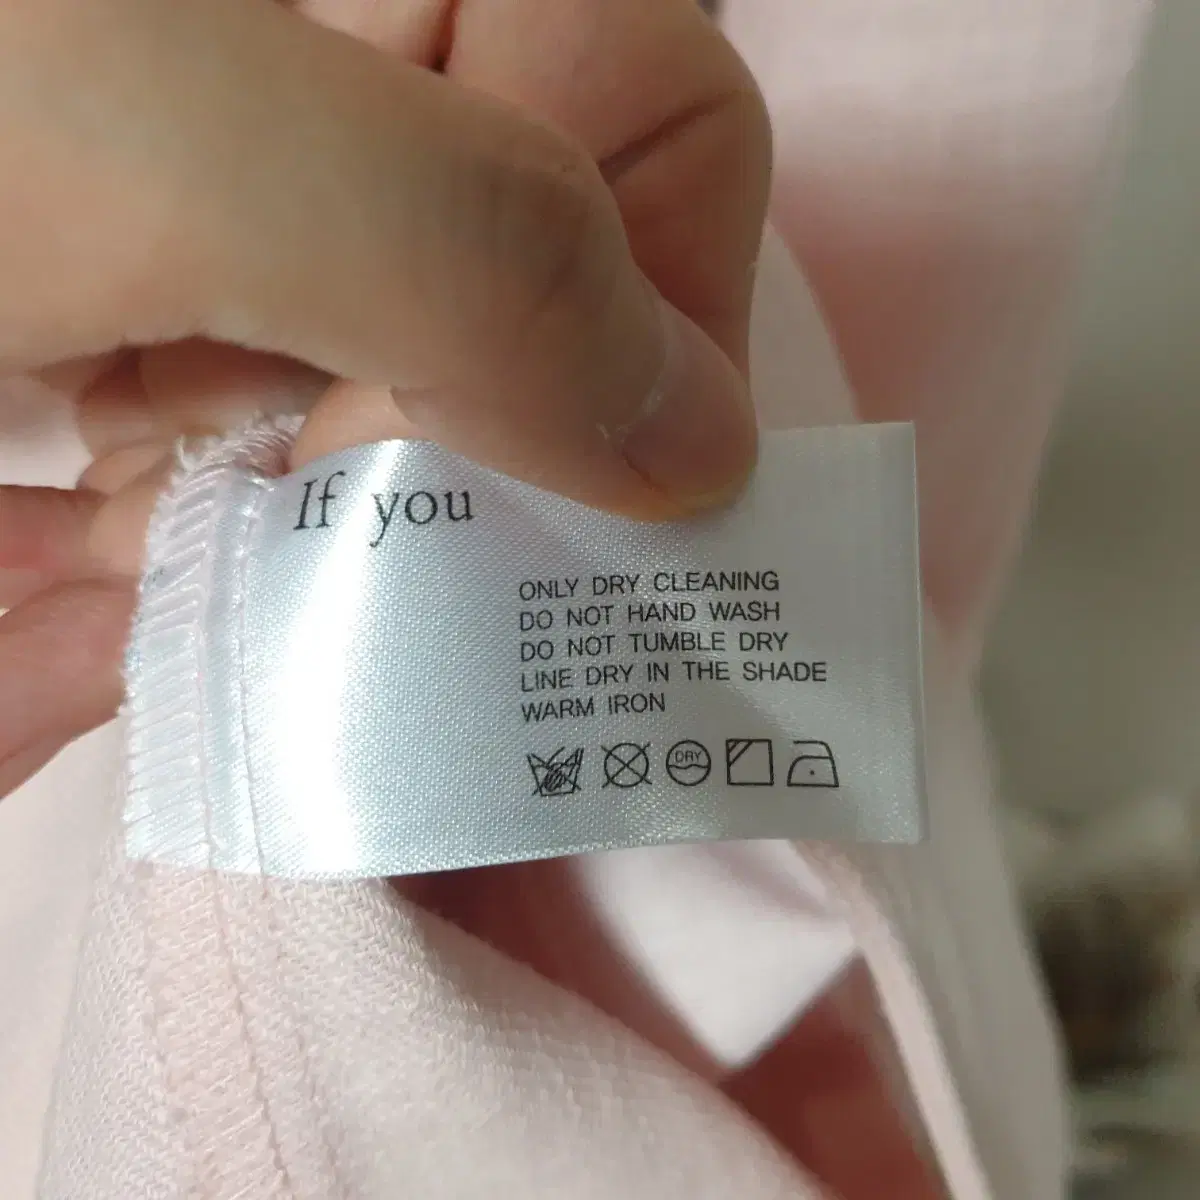 If you
ONLY DRY CLEANING
DO NOT HAND WASH
DO NOT TUMBLE DRY
LINE DRY IN THE SHADE
WARM IRON
DRY